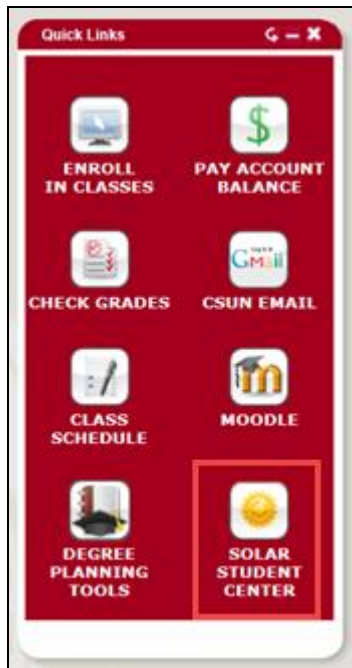 Quick Links
ENROLL
IN CLASSES
PAY ACCOUNT
BALANCE
$
CHECK GRADES
Gmail
CSUN EMAIL
CLASS
SCHEDULE
m
MOODLE
DEGREE
PLANNING
TOOLS
SOLAR
STUDENT
CENTER